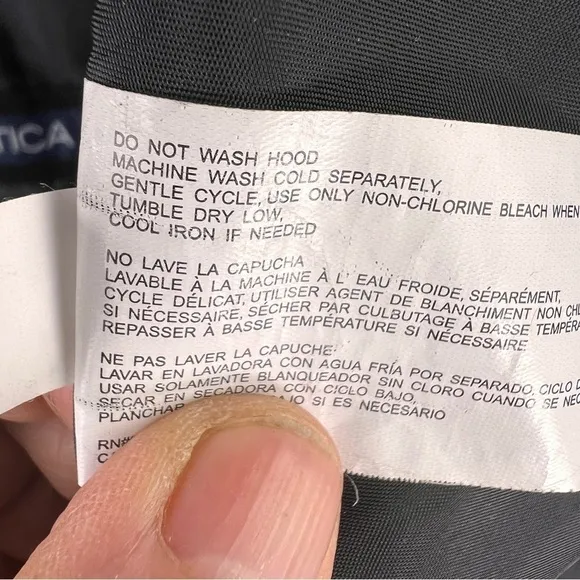 TICA
DO NOT WASH HOOD
MACHINE WASH COLD SEPARATELY,
GENTLE CYCLE, USE ONLY NON-CHLORINE BLEACH WHEN
TUMBLE DRY LOW,
COOL IRON IF NEEDED
NO LAVE LA CAPUCHA
LAVABLE À LA MACHINE À L' EAU FROIDE, SÉPARÉMENT,
CYCLE DÉLICAT, UTILISER AGENT DE BLANCHIMENT NON
SI NÉCESSAIRE, SÉCHER PAR CULBUTAGE À BASSE
REPASSER À BASSE TEMPÉRATURE SI NÉCESSAIRE
NE PAS LAVER LA CAPUCHE
LAVAR EN LAVADORA CON AGUA FRÍA POR SEPARADO, CICLO
USAR SOLAMENTE BLANQUEADOR SIN CLORO CUANDO SE
SECAR EN SECADORA CON CICLO BAJO,
PLANCHAR SI ES NECESARIO
RN#